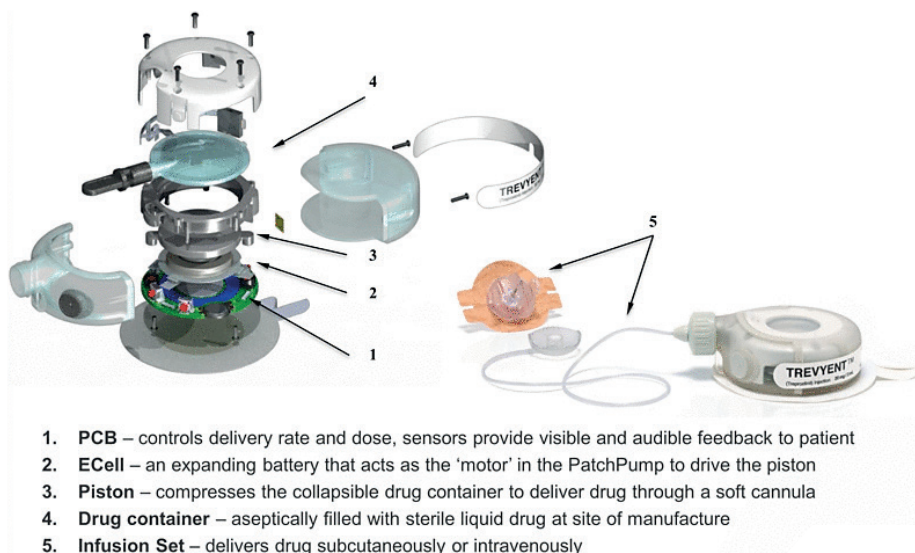 4
TREVYENT
3
2
1
5
TREVYENT™
(Treprostinil) Injection
1. PCB – controls delivery rate and dose, sensors provide visible and audible feedback to patient
2. ECell – an expanding battery that acts as the ‘motor’ in the PatchPump to drive the piston
3. Piston – compresses the collapsible drug container to deliver drug through a soft cannula
4. Drug container – aseptically filled with sterile liquid drug at site of manufacture
5. Infusion Set – delivers drug subcutaneously or intravenously